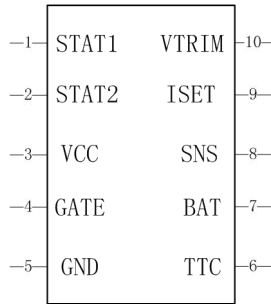 1 STAT1 VTRIM 10
2 STAT2 ISET 9
3 VCC SNS 8
4 GATE BAT 7
5 GND TTC 6